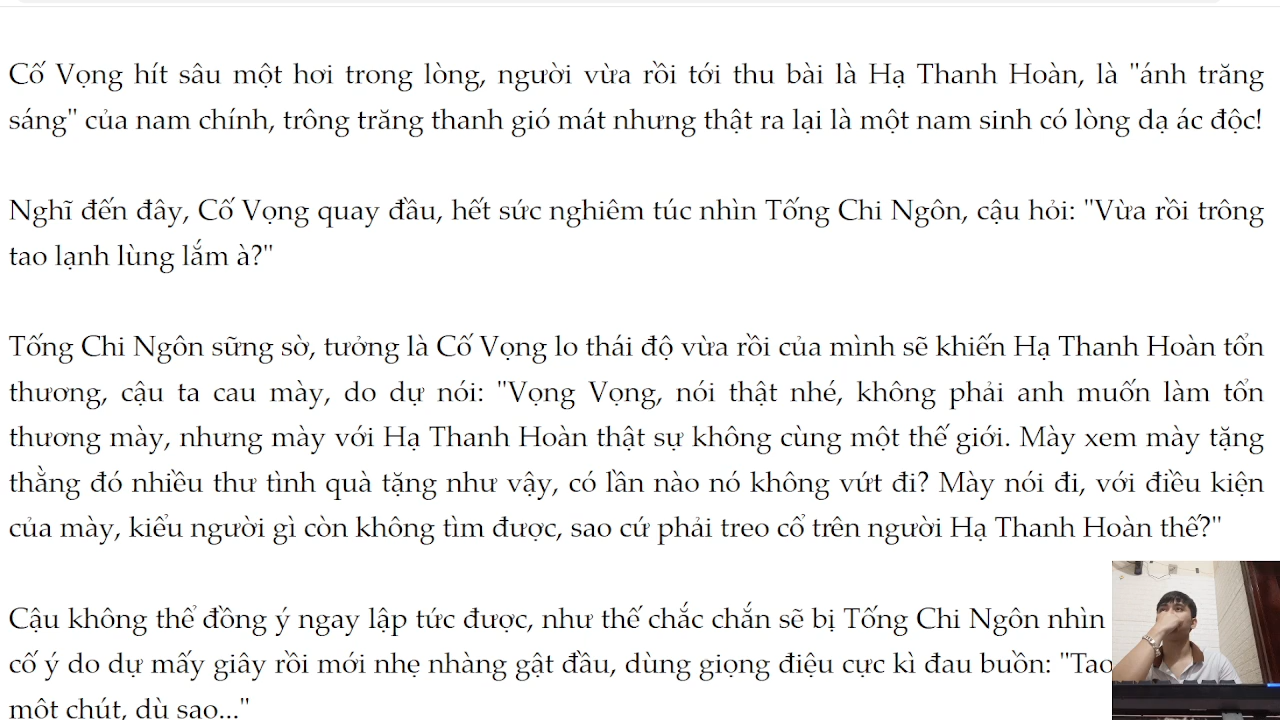 Cố Vọng hít sâu một hơi trong lòng, người vừa rồi tới thu bài là Hạ Thanh Hoàn, là "ánh trăng
sáng" của nam chính, trông trăng thanh gió mát nhưng thật ra lại là một nam sinh có lòng dạ ác độc!
Nghĩ đến đây, Cố Vọng quay đầu, hết sức nghiêm túc nhìn Tống Chi Ngôn, cậu hỏi: "Vừa rồi trông
tao lạnh lùng lắm à?"
Tống Chi Ngôn sững sờ, tưởng là Cố Vọng lo thái độ vừa rồi của mình sẽ khiến Hạ Thanh Hoàn tổn
thương, cậu ta cau mày, do dự nói: "Vọng Vọng, nói thật nhé, không phải anh muốn làm tổn
thương mày, nhưng mày với Hạ Thanh Hoàn thật sự không cùng một thế giới. Mày xem mày tặng
thằng đó nhiều thư tình quà tặng như vậy, có lần nào nó không vứt đi? Mày nói đi, với điều kiện
của mày, kiểu người gì còn không tìm được, sao cứ phải treo cổ trên người Hạ Thanh Hoàn thế?"
Cậu không thể đồng ý ngay lập tức được, như thế chắc chắn sẽ bị Tống Chi Ngôn nhìn
cố ý do dự mấy giây rồi mới nhẹ nhàng gật đầu, dùng giọng điệu cực kì đau buồn: "Tao
một chút, dù sao..."